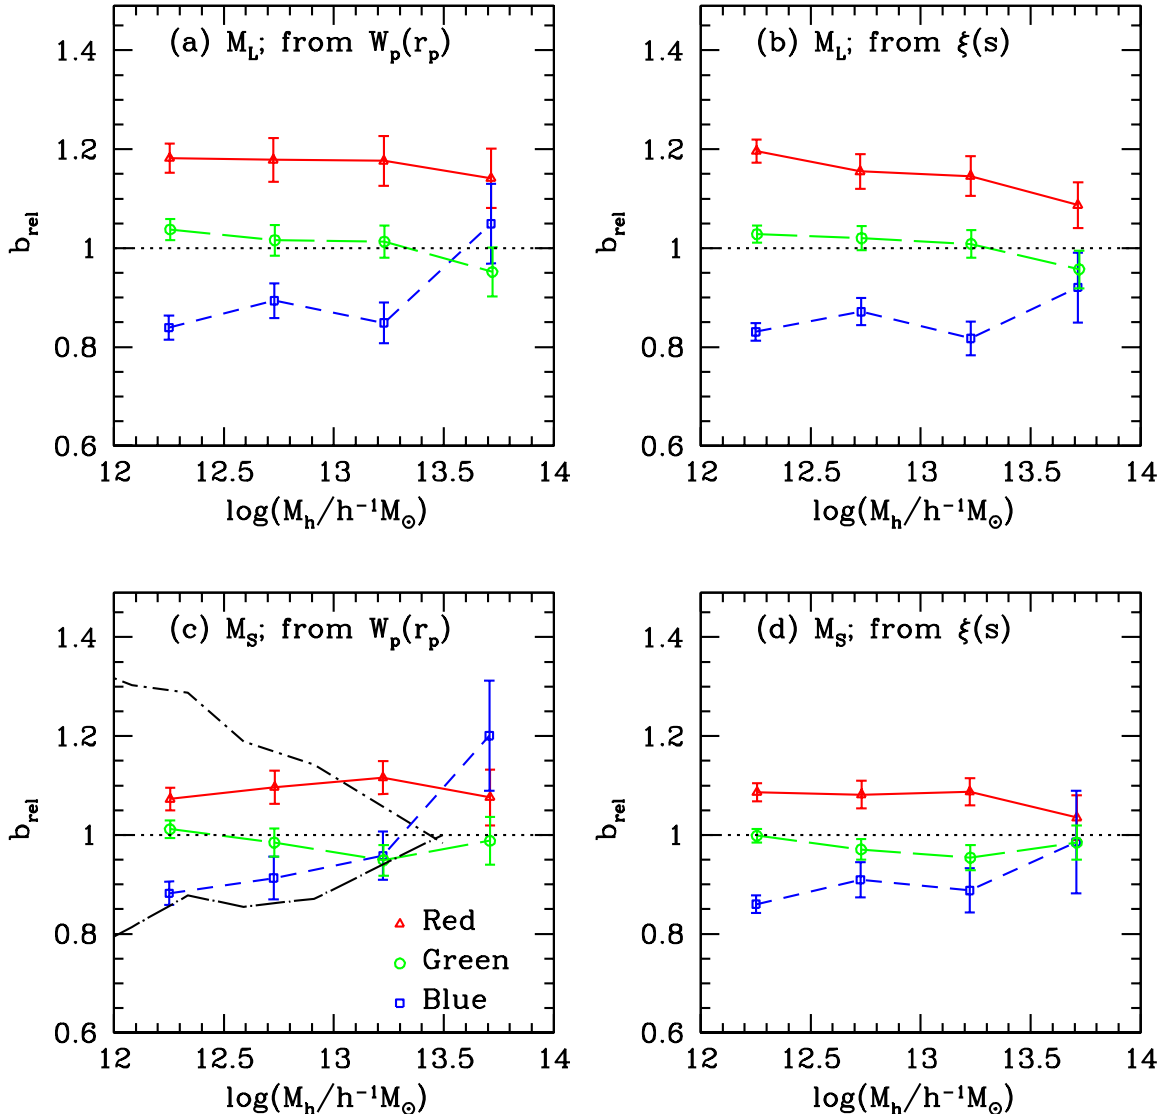 (a) M_L; from W_p(r_p)
1.4
1.2
1
0.8
0.6
b_rel
12 12.5 13 13.5 14
log(M_h/h⁻¹M_⊙)
(b) M_L; from ξ(s)
1.4
1.2
1
0.8
0.6
b_rel
12 12.5 13 13.5 14
log(M_h/h⁻¹M_⊙)
(c) M_S; from W_p(r_p)
1.4
1.2
1
0.8
0.6
b_rel
Red
Green
Blue
12 12.5 13 13.5 14
log(M_h/h⁻¹M_⊙)
(d) M_S; from ξ(s)
1.4
1.2
1
0.8
0.6
b_rel
12 12.5 13 13.5 14
log(M_h/h⁻¹M_⊙)